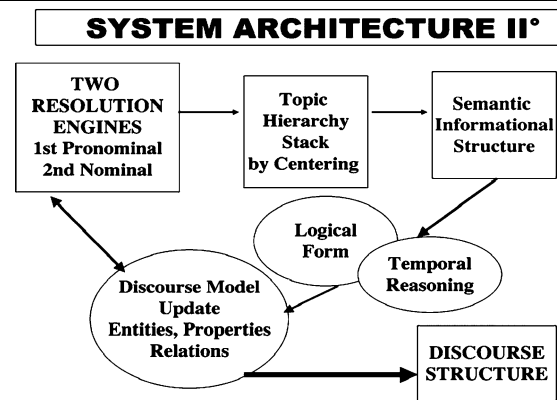 SYSTEM ARCHITECTURE II°
TWO
RESOLUTION
ENGINES
1st Pronominal
2nd Nominal
Topic
Hierarchy
Stack
by Centering
Semantic
Informational
Structure
Logical
Form
Temporal
Reasoning
Discourse Model
Update
Entities, Properties
Relations
DISCOURSE
STRUCTURE